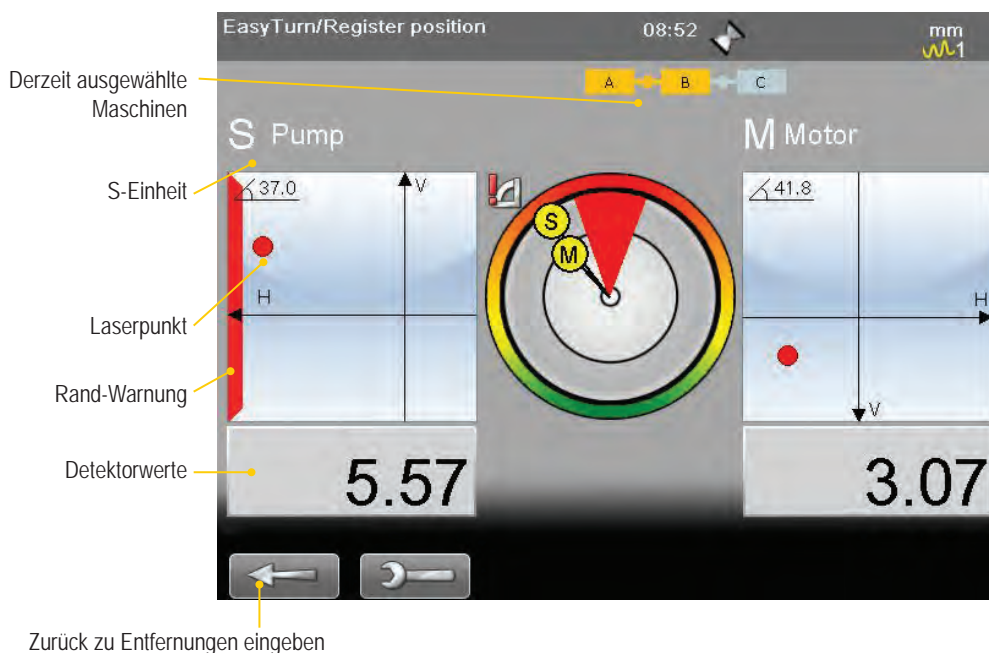 EasyTurn/Register position 08:52 mm
1
Derzeit ausgewählte
Maschinen
A B C
S Pump
M Motor
S-Einheit
37.0
V
S
M
41.8
H
H
Laserpunkt
Rand-Warnung
V
Detektorwerte
5.57
3.07
Zurück zu Entfernungen eingeben